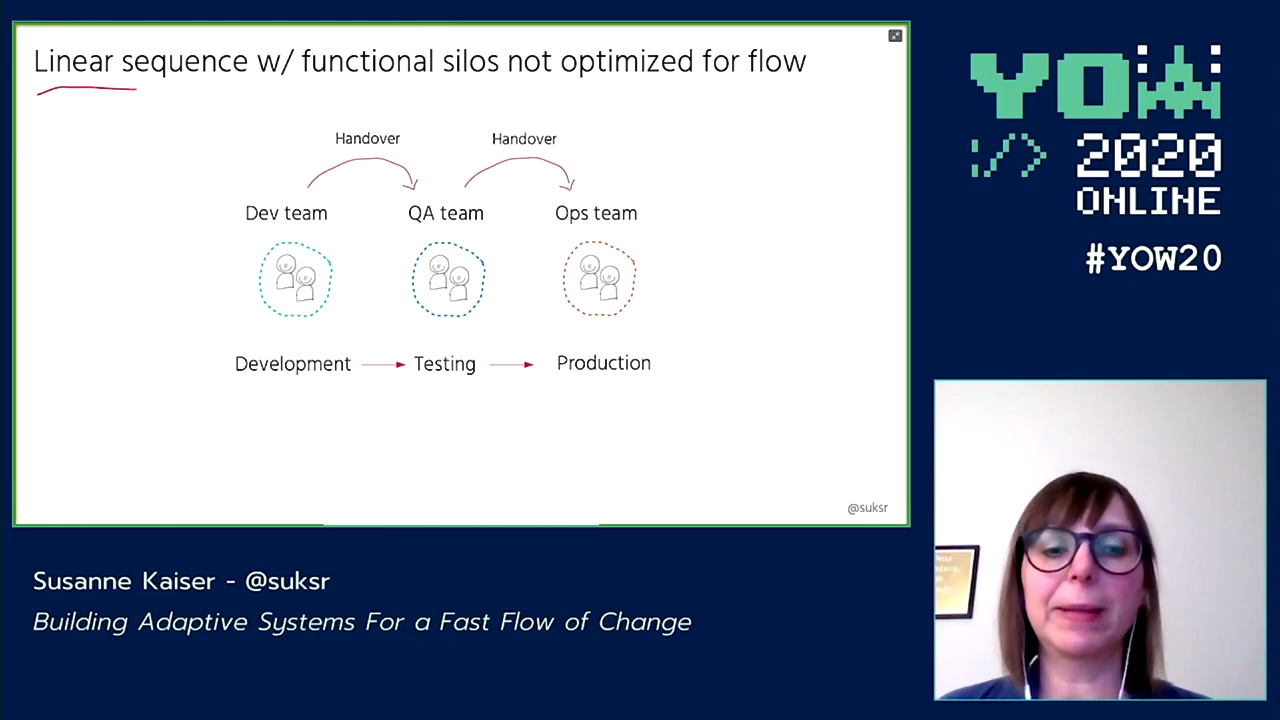 Linear sequence w/ functional silos not optimized for flow
Handover Handover
Dev team QA team Ops team
Development Testing Production
@suksr
YOW
:/> 2020
ONLINE
#YOW20
Susanne Kaiser - @suksr
Building Adaptive Systems For a Fast Flow of Change